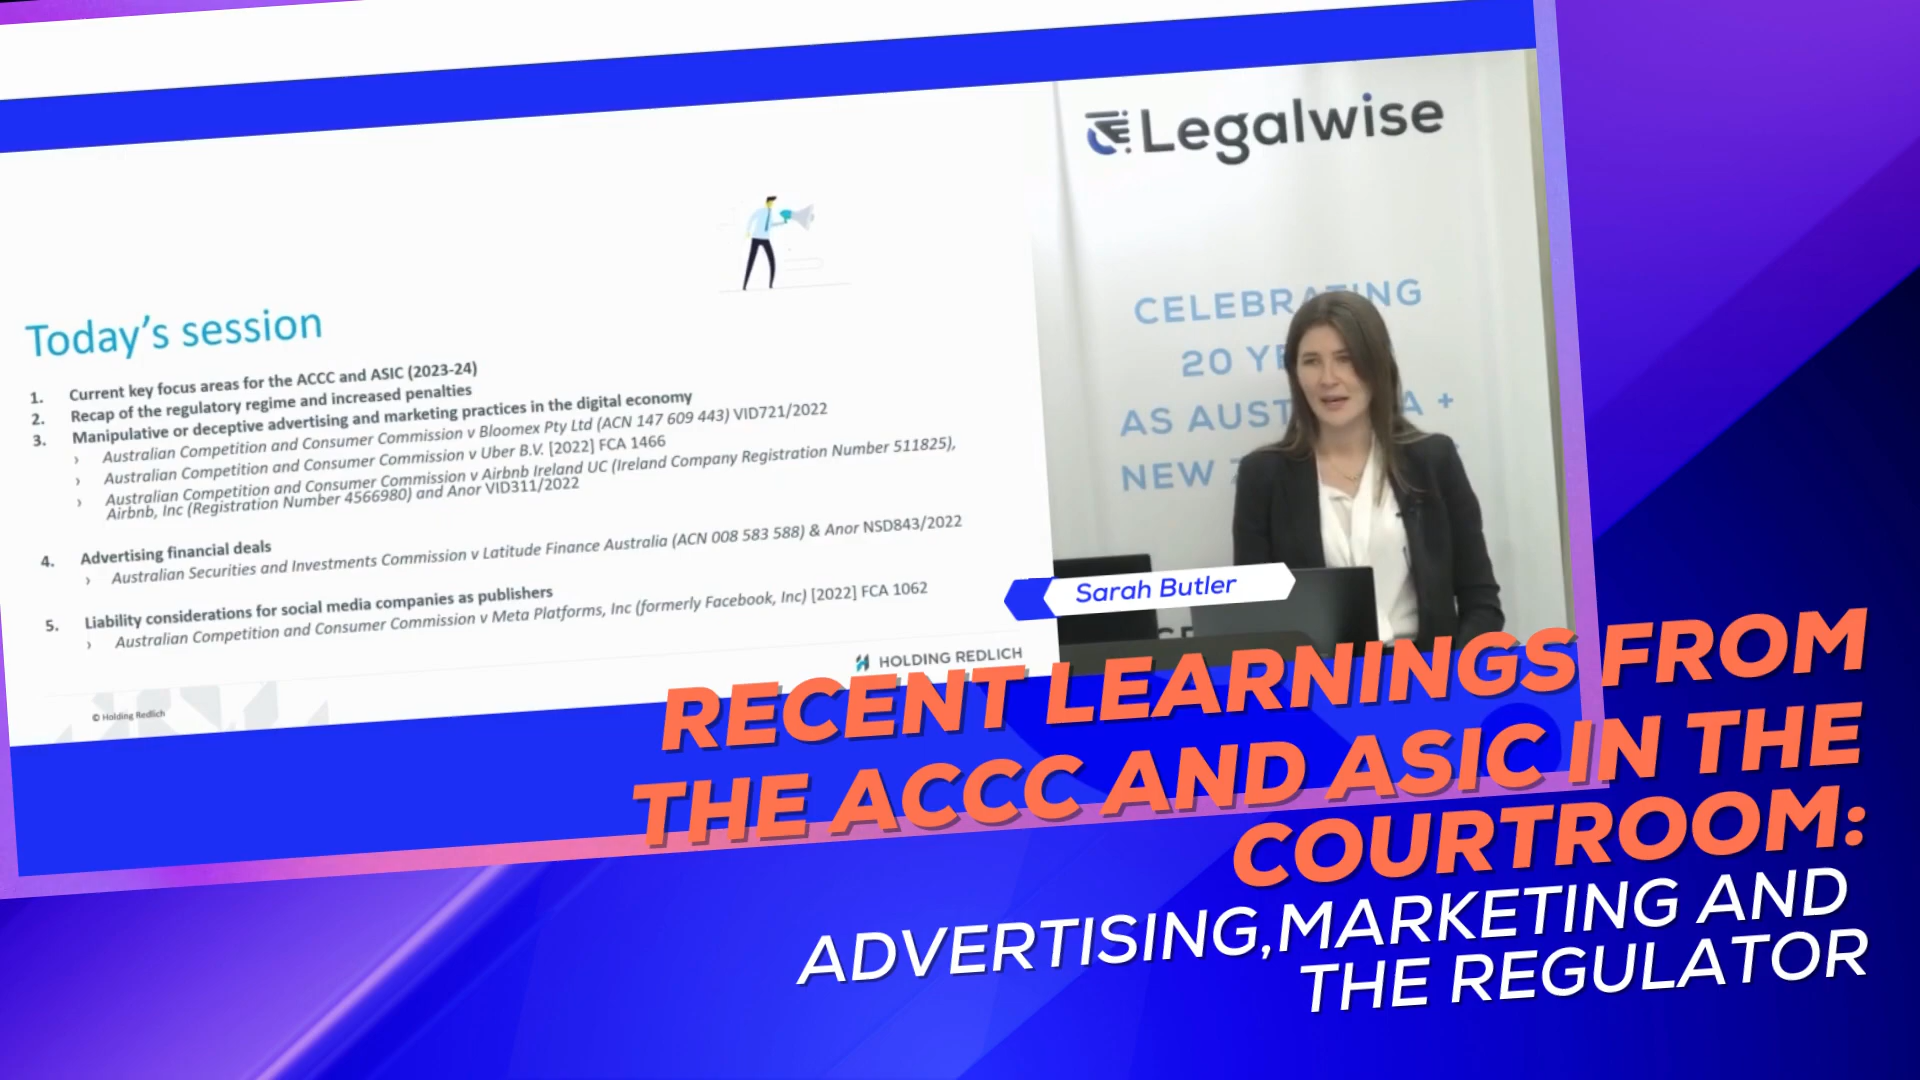 Today's session
1. Current key focus areas for the ACCC and ASIC (2023-24)
2. Recap of the regulatory regime and increased penalties
3. Manipulative or deceptive advertising and marketing practices in the digital economy
› Australian Competition and Consumer Commission v Bloomex Pty Ltd (ACN 147 609 443) VID721/2022
› Australian Competition and Consumer Commission v Uber B.V. [2022] FCA 1466
› Australian Competition and Consumer Commission v Airbnb Ireland UC (Ireland Company Registration Number 511825),
Airbnb, Inc (Registration Number 4566980) and Anor VID311/2022
4. Advertising financial deals
› Australian Securities and Investments Commission v Latitude Finance Australia (ACN 008 583 588) & Anor NSD843/2022
5. Liability considerations for social media companies as publishers
› Australian Competition and Consumer Commission v Meta Platforms, Inc (formerly Facebook, Inc) [2022] FCA 1062
HOLDING REDLICH
© Holding Redlich
Legalwise
CELEBRATING
20 YE
AS AUST A +
NEW
Sarah Butler
RECENT LEARNINGS FROM
THE ACCC AND ASIC IN THE
COURTROOM:
ADVERTISING,MARKETING AND
THE REGULATOR